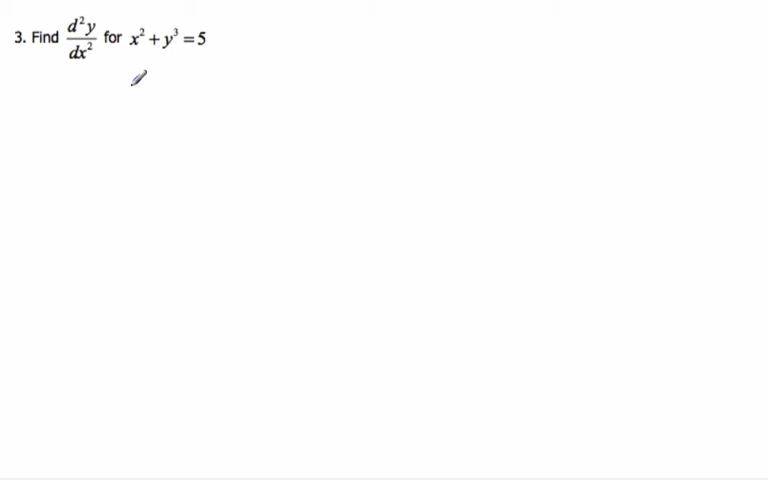 3. Find d²y/dx² for x² + y³ = 5